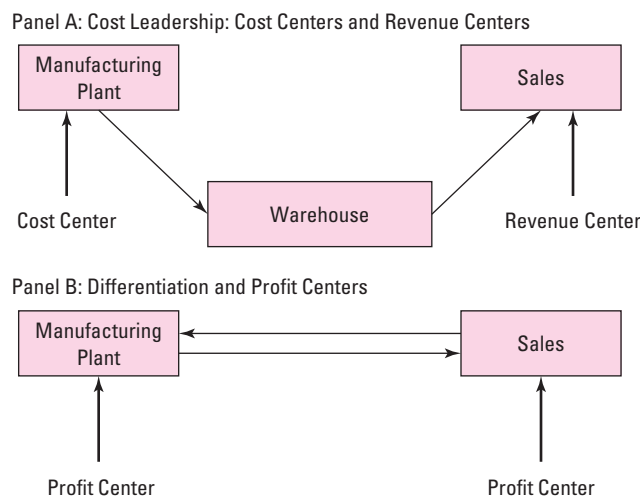 Panel A: Cost Leadership: Cost Centers and Revenue Centers
Manufacturing
Plant
Sales
Warehouse
Cost Center
Revenue Center
Panel B: Differentiation and Profit Centers
Manufacturing
Plant
Sales
Profit Center
Profit Center